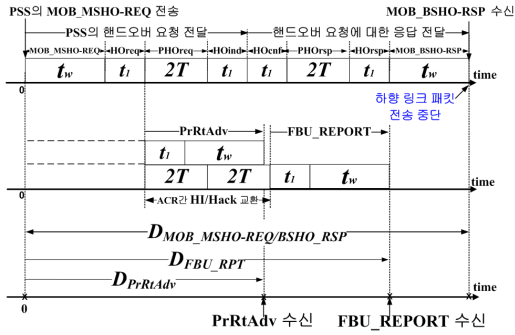 PSS의 MOB_MSHO-REQ 전송
MOB_BSHO-RSP 수신
PSS의 핸드오버 요청 전달
핸드오버 요청에 대한 응답 전달
MOB_MSHO-REQ HOreq PHOreq HOind HOcnf PHOrsp HOrsp MOB_BSHO-RSP
tw t1 2T t1 t1 2T t1 tw
0
time
하향 링크 패킷
전송 중단
PrRtAdv
FBU_REPORT
t1 tw
2T 2T t1 tw
0
time
ACR간 HI/Hack 교환
DMOB_MSHO-REQ/BSHO_RSP
DFBU_RPT
DPrRtAdv
time
0
PrRtAdv 수신
FBU_REPORT 수신